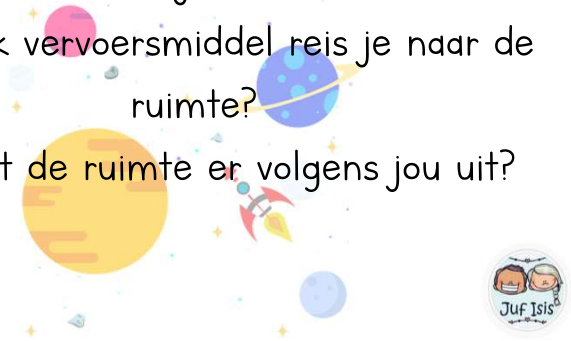 vervoersmiddel reis je naar de
ruimte?
de ruimte er volgens jou uit?
Juf Isis